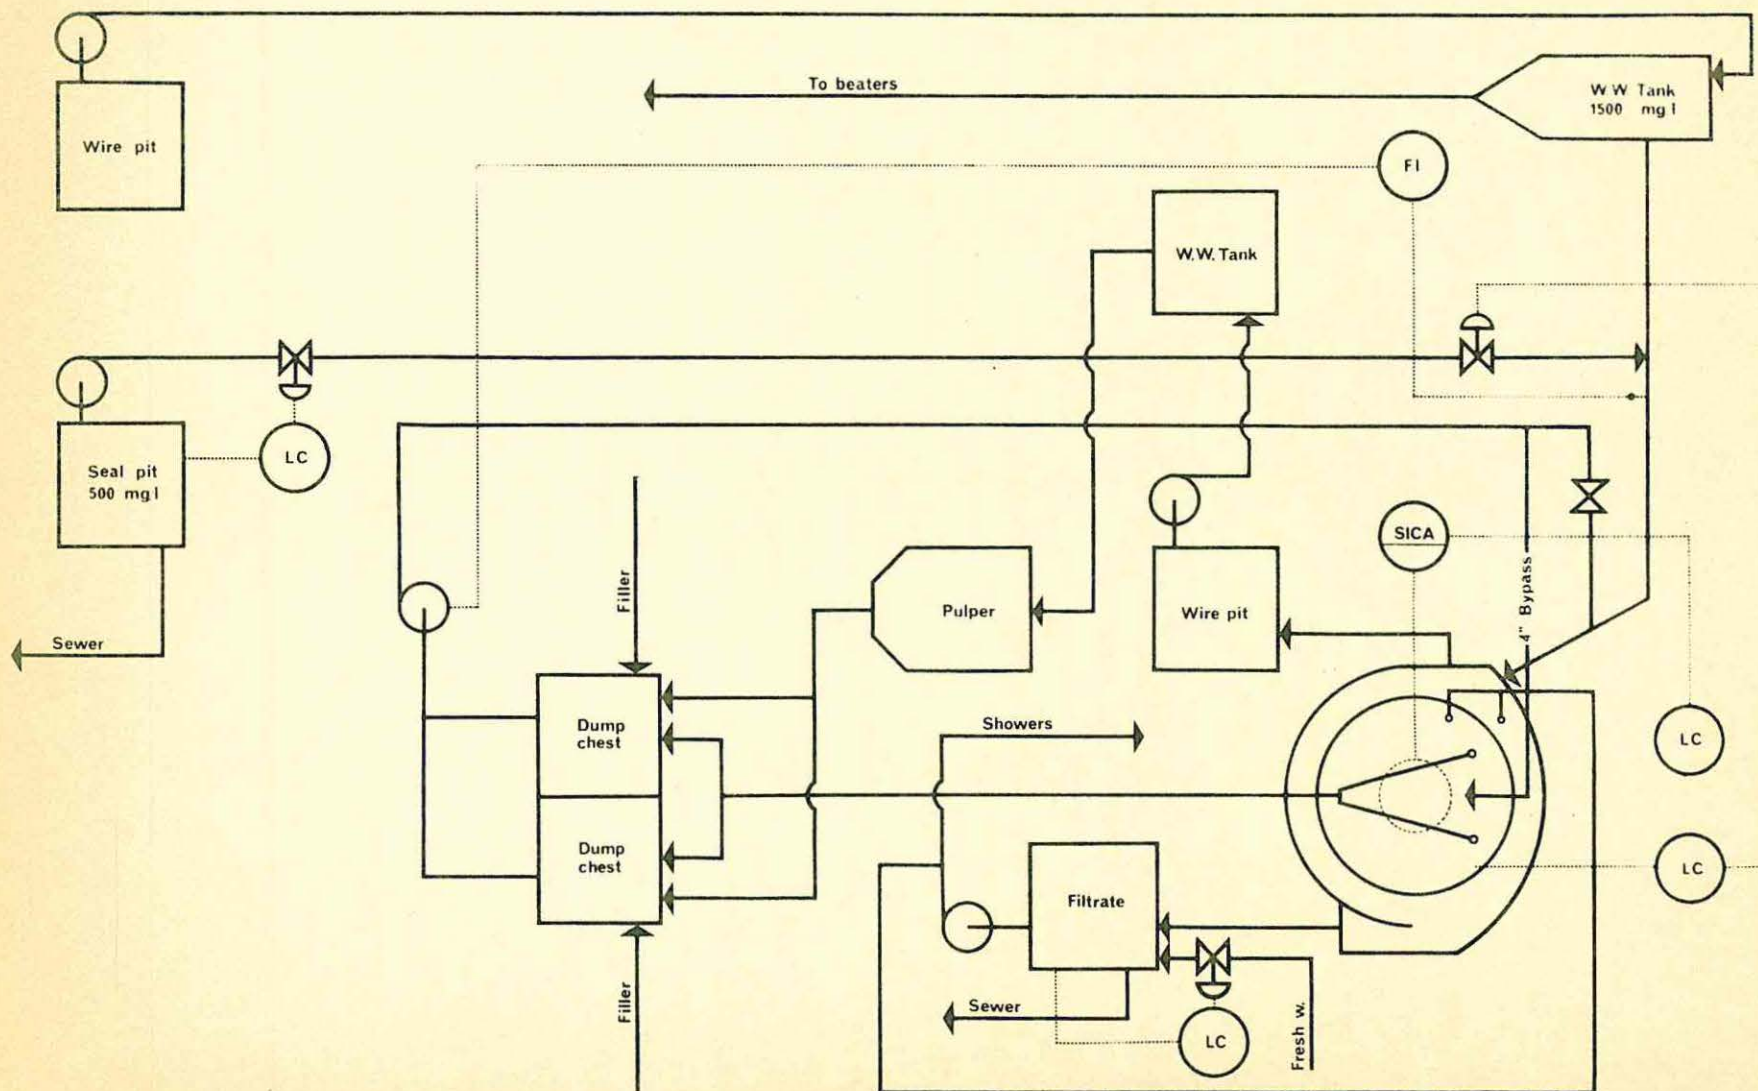 To beaters
W W Tank
1500 mg l
Wire pit
FI
W.W. Tank
Seal pit
500 mg l
LC
SICA
4" Bypass
Filler
Pulper
Wire pit
Sewer
Dump
chest
Showers
LC
Dump
chest
LC
Filtrate
Filler
Sewer
LC
Fresh w.